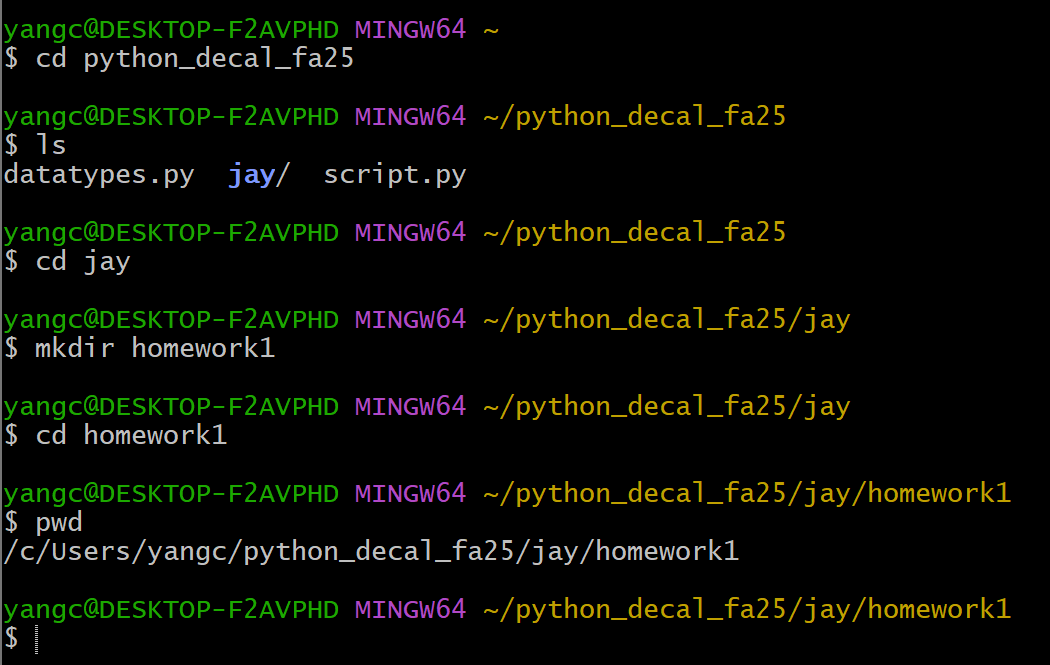 yangc@DESKTOP-F2AVPHD MINGW64 ~
$ cd python_decal_fa25
yangc@DESKTOP-F2AVPHD MINGW64 ~/python_decal_fa25
$ ls
datatypes.py  jay/  script.py
yangc@DESKTOP-F2AVPHD MINGW64 ~/python_decal_fa25
$ cd jay
yangc@DESKTOP-F2AVPHD MINGW64 ~/python_decal_fa25/jay
$ mkdir homework1
yangc@DESKTOP-F2AVPHD MINGW64 ~/python_decal_fa25/jay
$ cd homework1
yangc@DESKTOP-F2AVPHD MINGW64 ~/python_decal_fa25/jay/homework1
$ pwd
/c/Users/yangc/python_decal_fa25/jay/homework1
yangc@DESKTOP-F2AVPHD MINGW64 ~/python_decal_fa25/jay/homework1
$